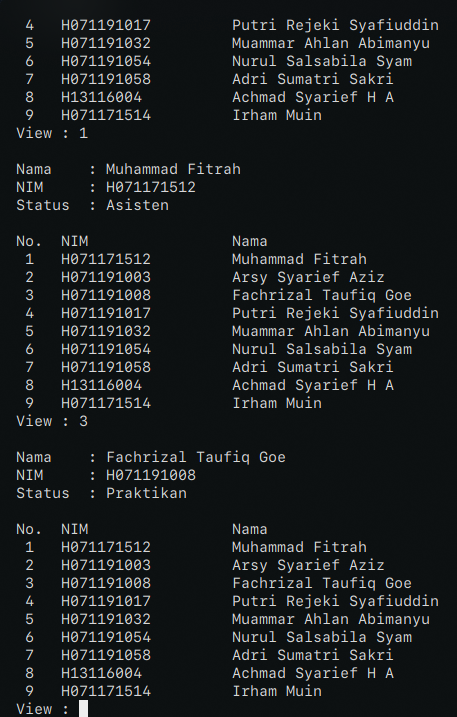 4 H071191017 Putri Rejeki Syafiuddin
5 H071191032 Muammar Ahlan Abimanyu
6 H071191054 Nurul Salsabila Syam
7 H071191058 Adri Sumatri Sakri
8 H13116004 Achmad Syarief H A
9 H071171514 Irham Muin
View : 1
Nama : Muhammad Fitrah
NIM : H071171512
Status : Asisten
No. NIM Nama
1 H071171512 Muhammad Fitrah
2 H071191003 Arsy Syarief Aziz
3 H071191008 Fachrizal Taufiq Goe
4 H071191017 Putri Rejeki Syafiuddin
5 H071191032 Muammar Ahlan Abimanyu
6 H071191054 Nurul Salsabila Syam
7 H071191058 Adri Sumatri Sakri
8 H13116004 Achmad Syarief H A
9 H071171514 Irham Muin
View : 3
Nama : Fachrizal Taufiq Goe
NIM : H071191008
Status : Praktikan
No. NIM Nama
1 H071171512 Muhammad Fitrah
2 H071191003 Arsy Syarief Aziz
3 H071191008 Fachrizal Taufiq Goe
4 H071191017 Putri Rejeki Syafiuddin
5 H071191032 Muammar Ahlan Abimanyu
6 H071191054 Nurul Salsabila Syam
7 H071191058 Adri Sumatri Sakri
8 H13116004 Achmad Syarief H A
9 H071171514 Irham Muin
View :